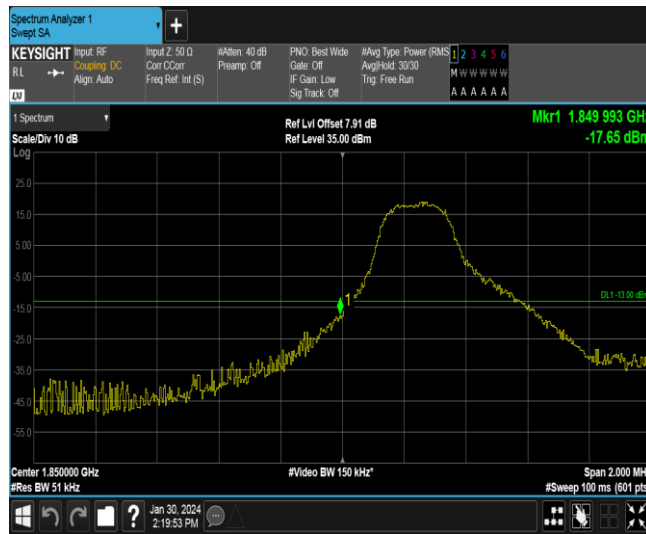 Spectrum Analyzer 1
Swept SA
+
KEYSIGHT
RL
LXI
Input: RF
Coupling: DC
Align: Auto
Input Z: 50 Ω
Corr CCorr
Freq Ref: Int (S)
#Atten: 40 dB
Preamp: Off
PNO: Best Wide
Gate: Off
IF Gain: Low
Sig Track: Off
#Avg Type: Power (RMS
Avg|Hold: 30/30
Trig: Free Run
1 2 3 4 5 6
M W W W W W
A A A A A A
1 Spectrum
Scale/Div 10 dB
Ref Lvl Offset 7.91 dB
Ref Level 35.00 dBm
Mkr1 1.849 993 GHz
-17.65 dBm
Log
25.0
15.0
5.00
-5.00
-15.0
-25.0
-35.0
-45.0
-55.0
1
DL1 -13.00 dBm
Center 1.850000 GHz
#Res BW 51 kHz
#Video BW 150 kHz*
Span 2.000 MH
#Sweep 100 ms (601 pts
?
Jan 30, 2024
2:19:53 PM